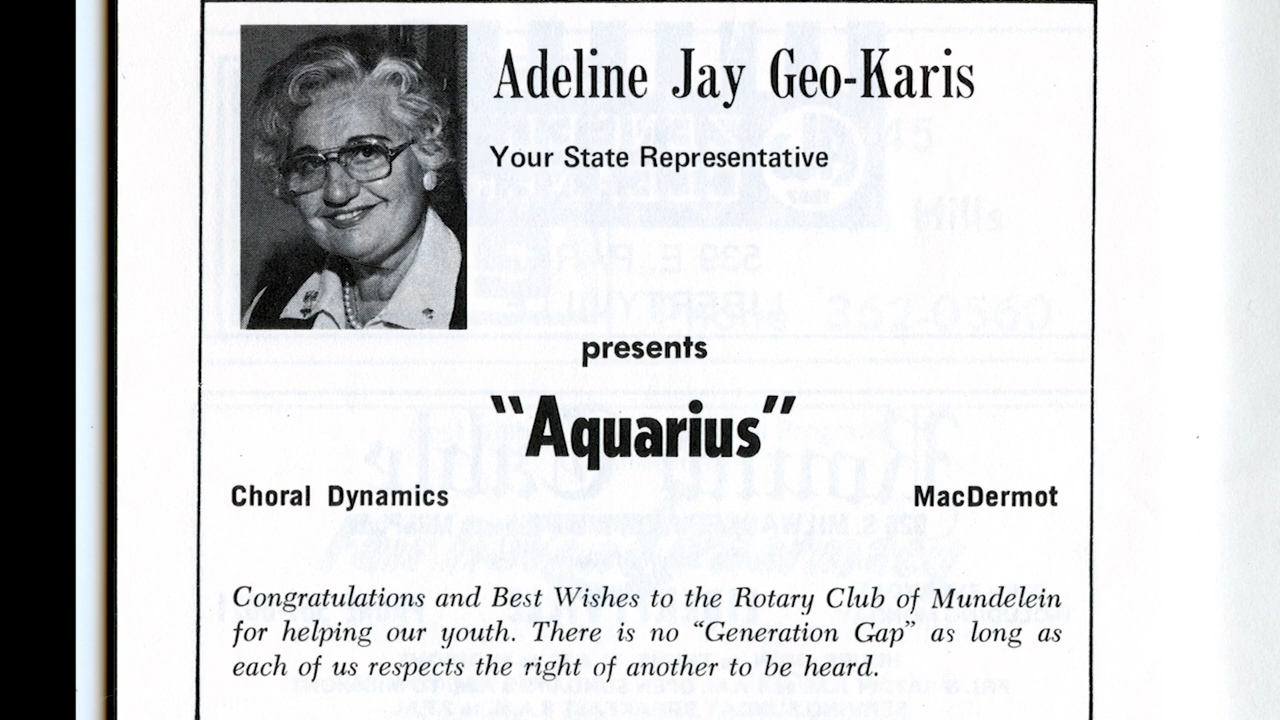 Adeline Jay Geo-Karis
Your State Representative
presents
"Aquarius"
Choral Dynamics MacDermot
Congratulations and Best Wishes to the Rotary Club of Mundelein
for helping our youth. There is no “Generation Gap” as long as
each of us respects the right of another to be heard.